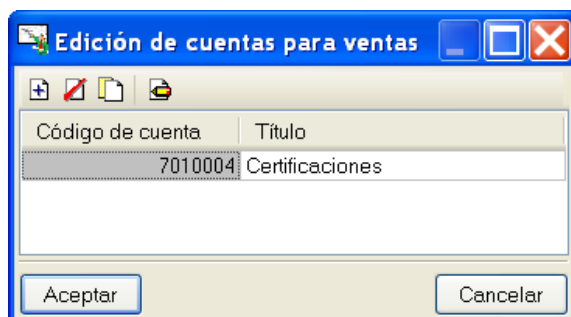 Edición de cuentas para ventas
Código de cuenta Título
7010004 Certificaciones
Aceptar Cancelar